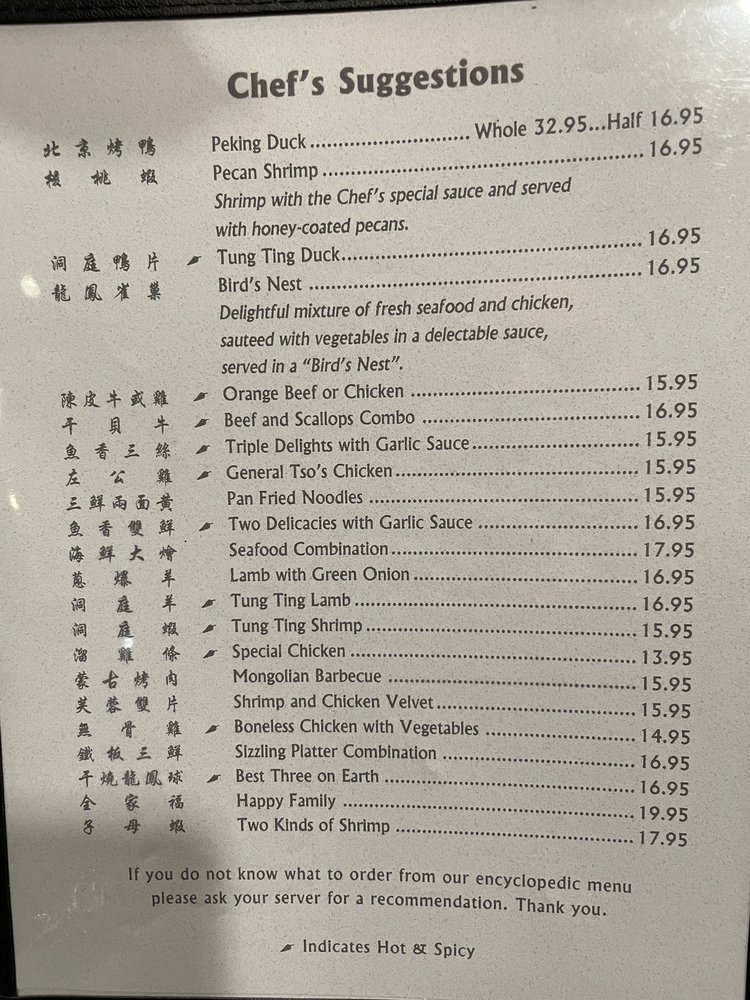 Chef's Suggestions
北京烤鴨 Peking Duck ............................ Whole 32.95...Half 16.95
核桃蝦 Pecan Shrimp ........................................................ 16.95
Shrimp with the Chef's special sauce and served
with honey-coated pecans.
洞庭鴨片 Tung Ting Duck .................................................... 16.95
龍鳳雀巢 Bird's Nest ........................................................ 16.95
Delightful mixture of fresh seafood and chicken,
sauteed with vegetables in a delectable sauce,
served in a “Bird's Nest”.
陳皮牛或雞 Orange Beef or Chicken ........................................ 15.95
干貝牛 Beef and Scallops Combo ...................................... 16.95
魚香三絲 Triple Delights with Garlic Sauce ............................. 15.95
左公雞 General Tso's Chicken .......................................... 15.95
三鮮兩面黃 Pan Fried Noodles ................................................ 15.95
魚香雙鮮 Two Delicacies with Garlic Sauce ............................ 16.95
海鮮大燴 Seafood Combination ........................................... 17.95
蔥爆羊 Lamb with Green Onion ....................................... 16.95
洞庭羊 Tung Ting Lamb .................................................. 16.95
洞庭蝦 Tung Ting Shrimp ............................................... 15.95
溜雞條 Special Chicken .................................................. 13.95
蒙古烤肉 Mongolian Barbecue ........................................... 15.95
芙蓉雙片 Shrimp and Chicken Velvet ................................... 15.95
無骨雞 Boneless Chicken with Vegetables .......................... 14.95
鐵板三鮮 Sizzling Platter Combination ................................. 16.95
干燒龍鳳球 Best Three on Earth ........................................... 16.95
全家福 Happy Family .................................................... 19.95
子母蝦 Two Kinds of Shrimp .......................................... 17.95
If you do not know what to order from our encyclopedic menu
please ask your server for a recommendation. Thank you.
Indicates Hot & Spicy